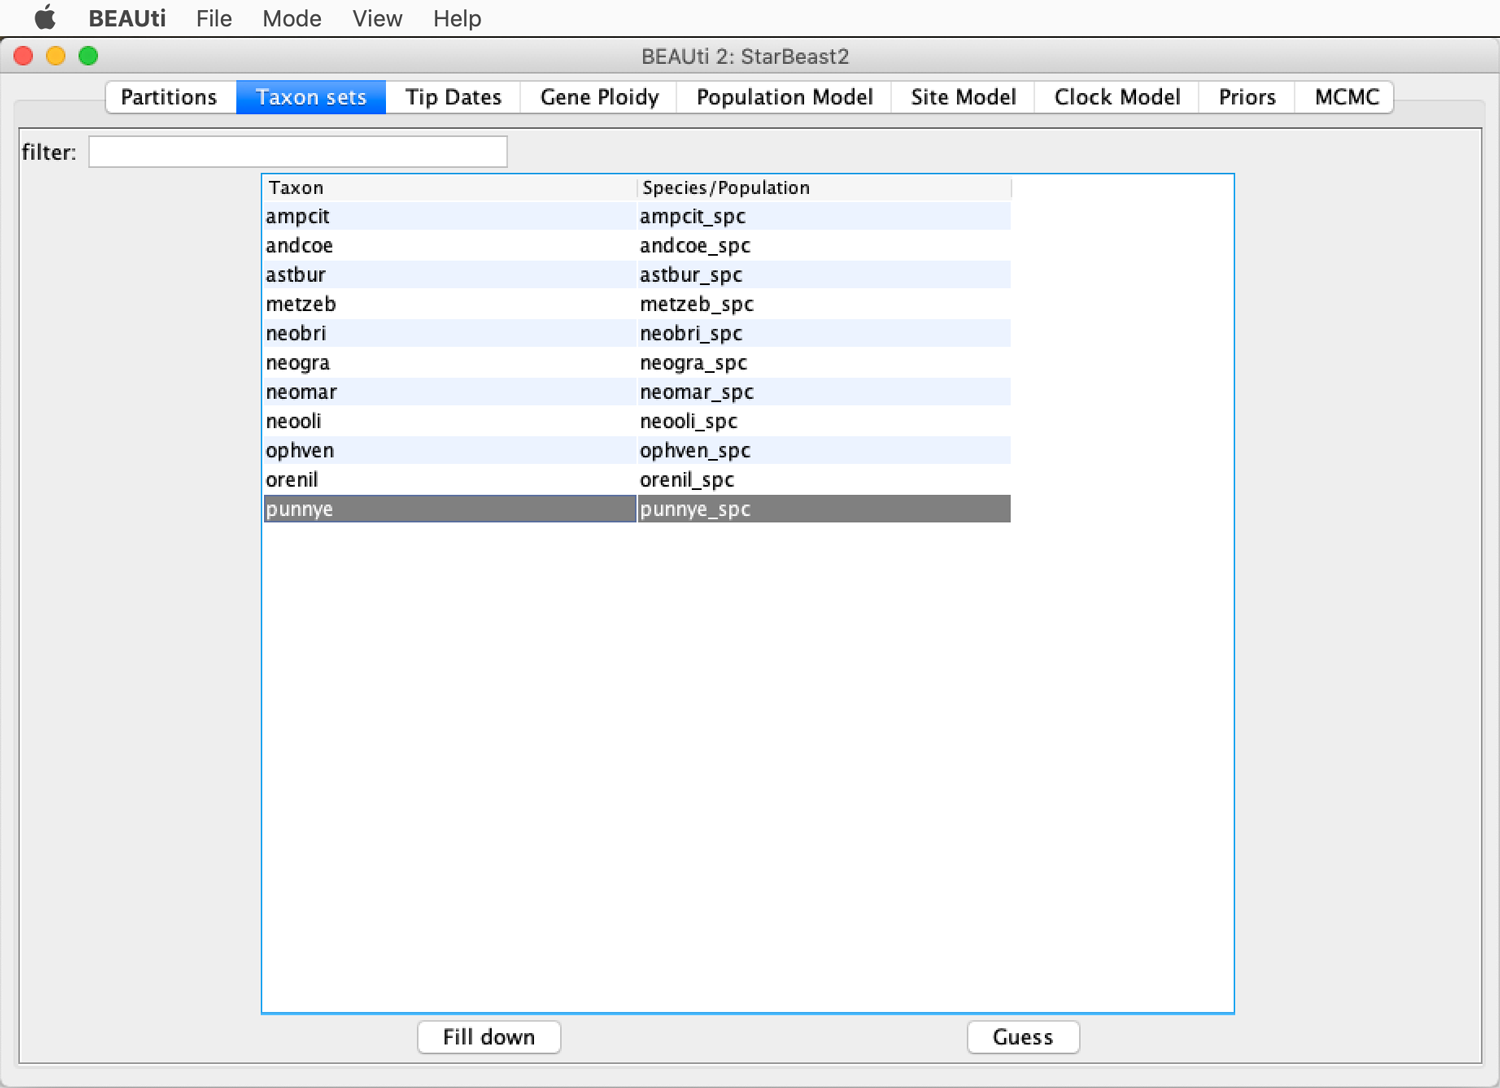 BEAUti File Mode View Help
BEAUti 2: StarBeast2
Partitions Taxon sets Tip Dates Gene Ploidy Population Model Site Model Clock Model Priors MCMC
filter:
Taxon Species/Population
ampcit ampcit_spc
andcoe andcoe_spc
astbur astbur_spc
metzeb metzeb_spc
neobri neobri_spc
neogra neogra_spc
neomar neomar_spc
neooli neooli_spc
ophven ophven_spc
orenil orenil_spc
punnye punnye_spc
Fill down Guess